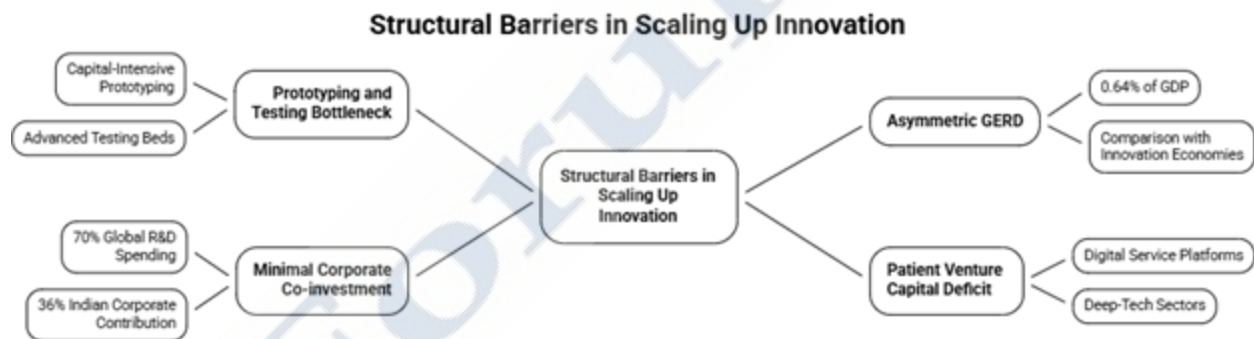 Structural Barriers in Scaling Up Innovation
Capital-Intensive
Prototyping
Advanced Testing Beds
Prototyping and
Testing Bottleneck
70% Global R&D
Spending
36% Indian Corporate
Contribution
Minimal Corporate
Co-investment
Structural Barriers in
Scaling Up
Innovation
Asymmetric GERD
0.64% of GDP
Comparison with
Innovation Economies
Patient Venture
Capital Deficit
Digital Service Platforms
Deep-Tech Sectors
Forum